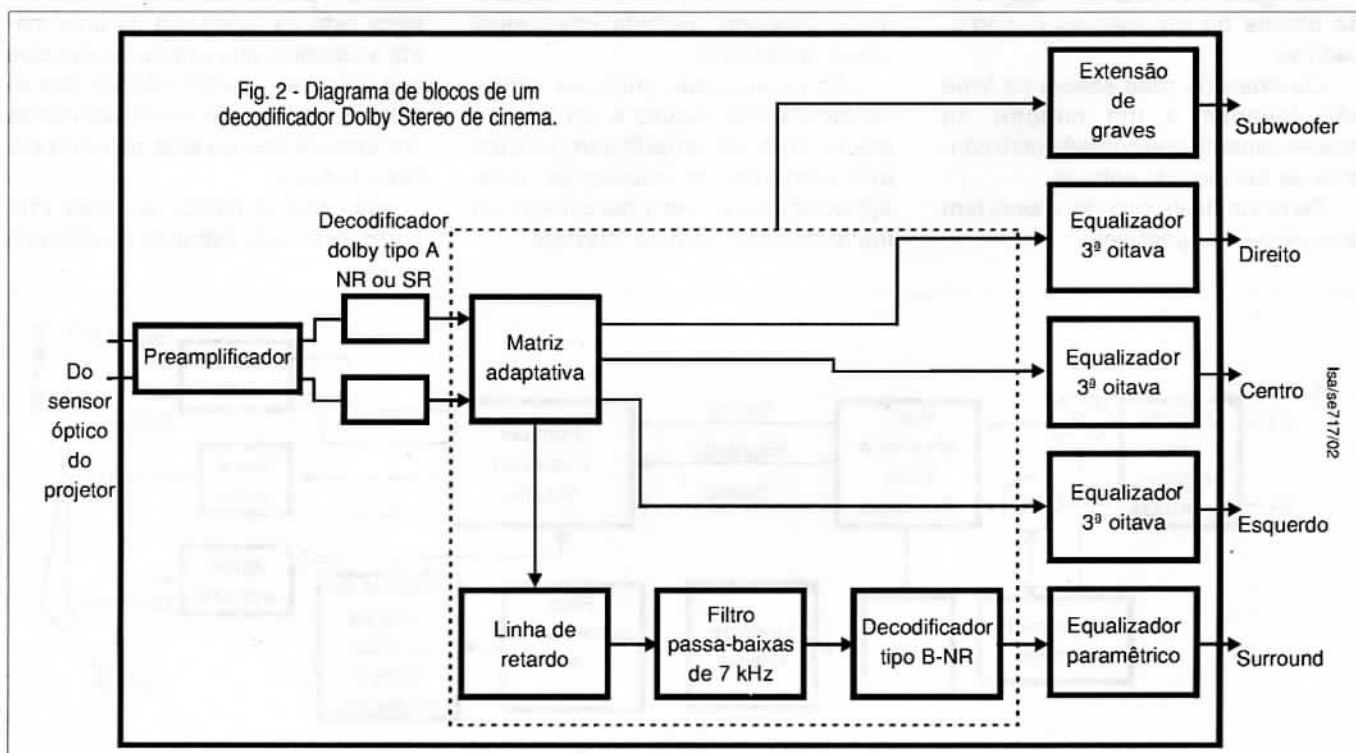 Fig. 2 - Diagrama de blocos de um
decodificador Dolby Stereo de cinema.
Extensão
de
graves
Subwoofer
Decodificador
dolby tipo A
NR ou SR
Equalizador
3ª oitava
Direito
Preamplificador
Matriz
adaptativa
Equalizador
3ª oitava
Centro
Do
sensor
óptico
do
projetor
Isa/se717/02
Equalizador
3ª oitava
Esquerdo
Linha de
retardo
Filtro
passa-baixas
de 7 kHz
Decodificador
tipo B-NR
Equalizador
paramêtrico
Surround